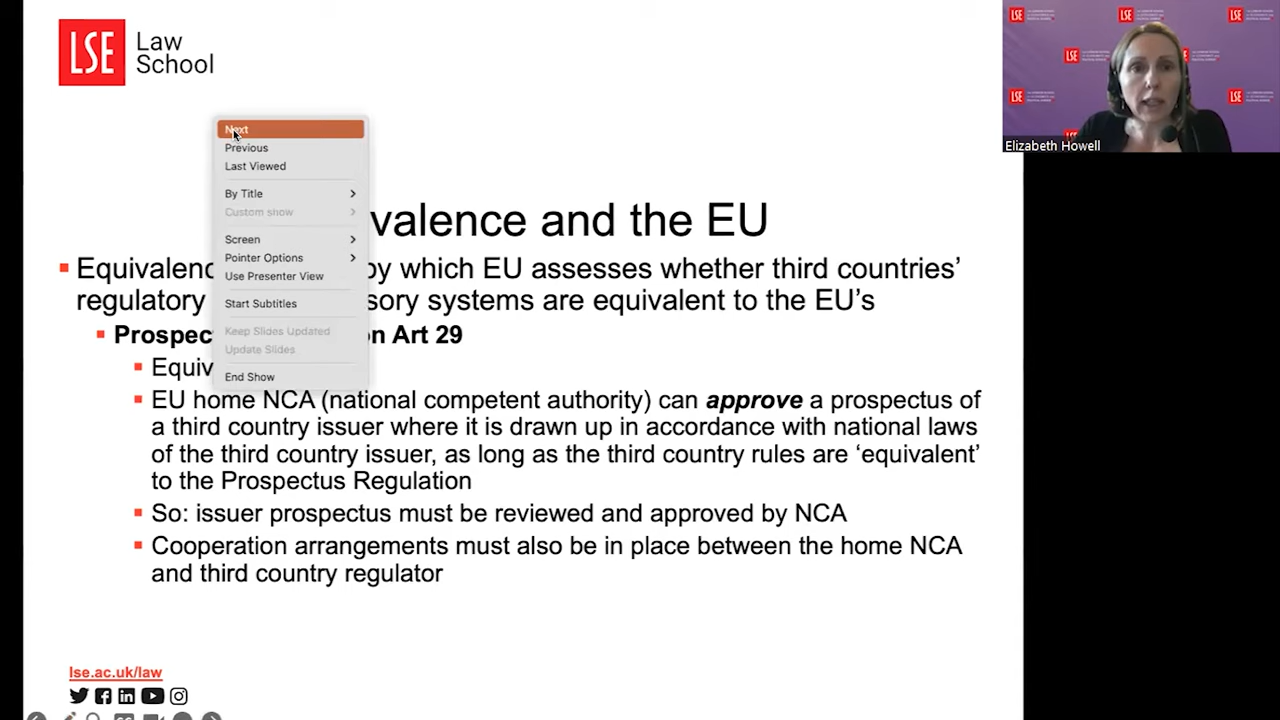 LSE
Law
School
Elizabeth Howell
Next
Previous
Last Viewed
By Title
Custom show
Screen
Pointer Options
Use Presenter View
Start Subtitles
Keep Slides Updated
Update Slides
End Show
valence and the EU
Equivalenc by which EU assesses whether third countries’
regulatory sory systems are equivalent to the EU’s
Prospec n Art 29
Equiv
EU home NCA (national competent authority) can approve a prospectus of
a third country issuer where it is drawn up in accordance with national laws
of the third country issuer, as long as the third country rules are ‘equivalent’
to the Prospectus Regulation
So: issuer prospectus must be reviewed and approved by NCA
Cooperation arrangements must also be in place between the home NCA
and third country regulator
lse.ac.uk/law